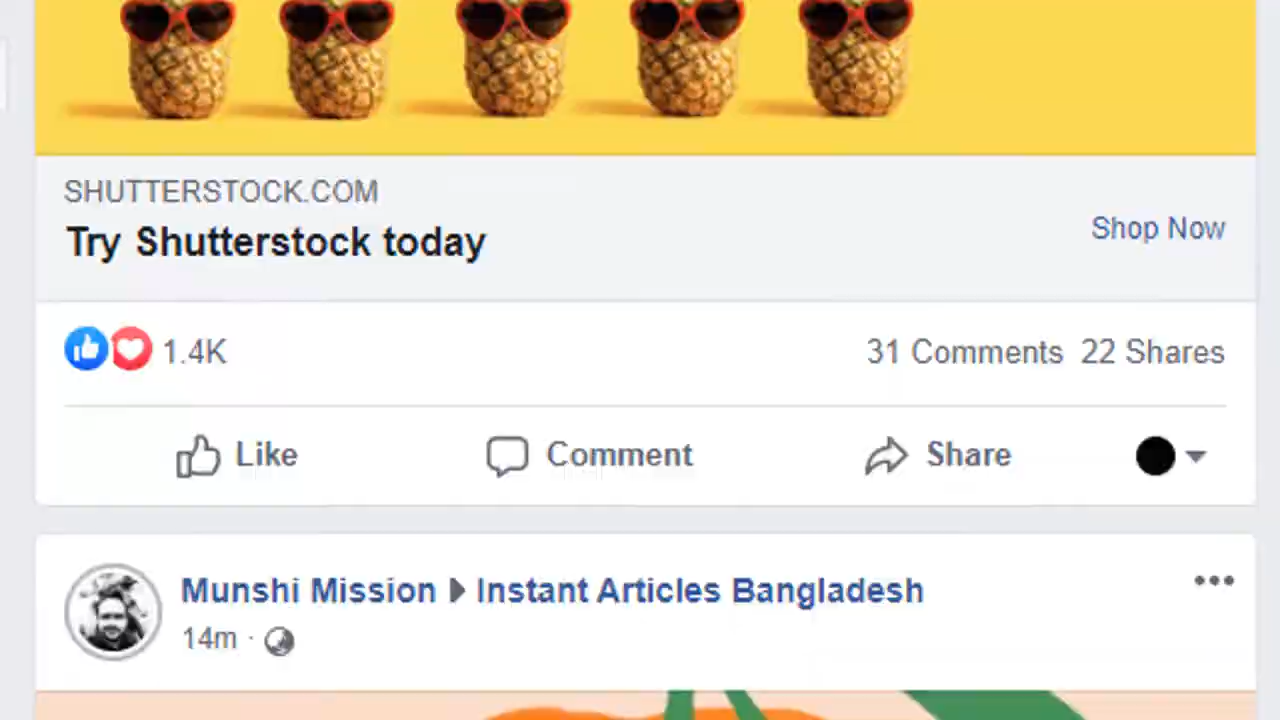 SHUTTERSTOCK.COM
Try Shutterstock today
Shop Now
1.4K
31 Comments 22 Shares
Like
Comment
Share
Munshi Mission Instant Articles Bangladesh
14m ·